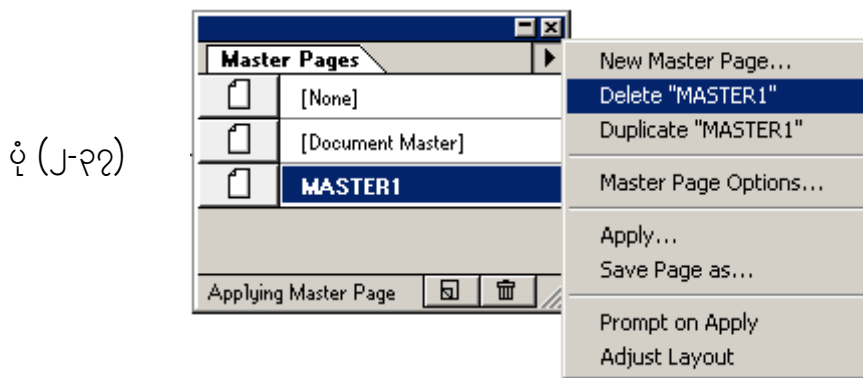 Master Pages
[None]
[Document Master]
MASTER1
Applying Master Page
New Master Page...
Delete "MASTER1"
Duplicate "MASTER1"
Master Page Options...
Apply...
Save Page as...
Prompt on Apply
Adjust Layout
ပုံ (၂-၃၇)